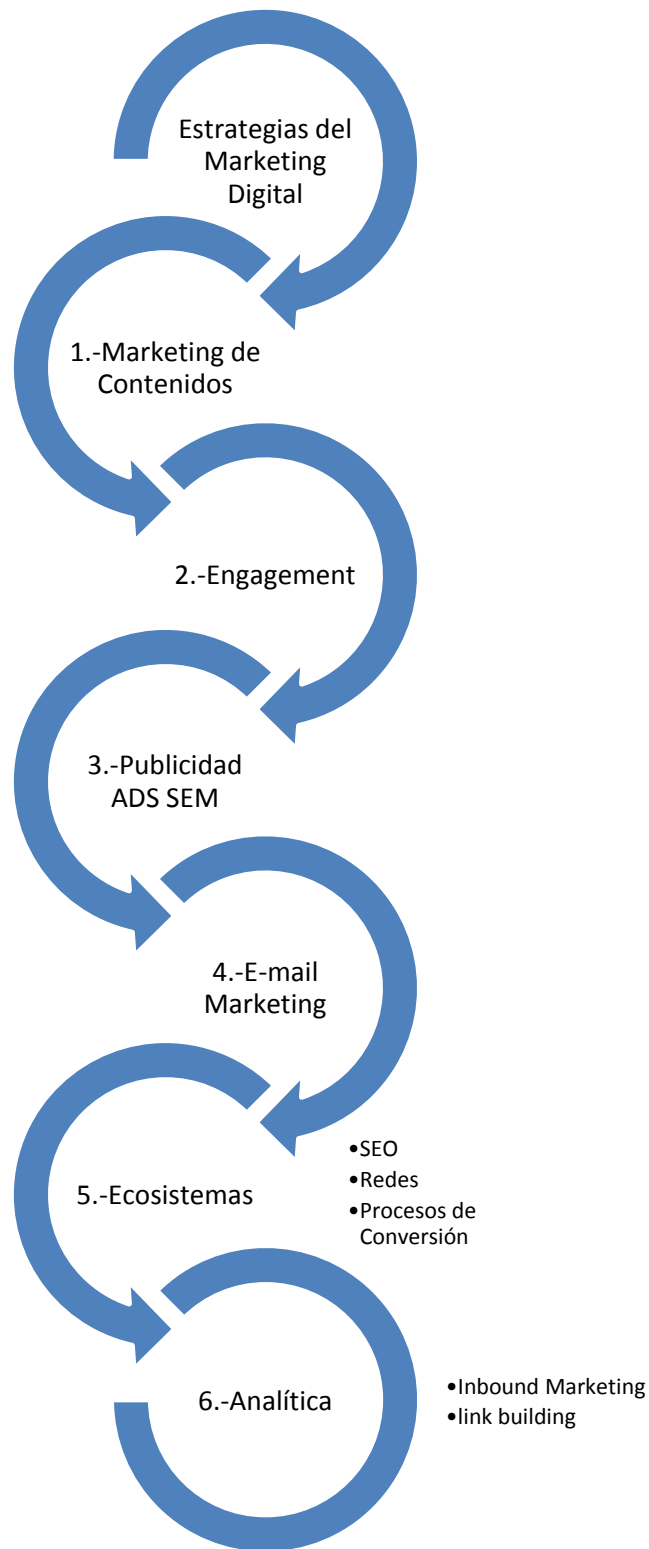 Estrategias del
Marketing
Digital
1.-Marketing de
Contenidos
2.-Engagement
3.-Publicidad
ADS SEM
4.-E-mail
Marketing
5.-Ecosistemas
•SEO
•Redes
•Procesos de
Conversión
6.-Analítica
•Inbound Marketing
•link building